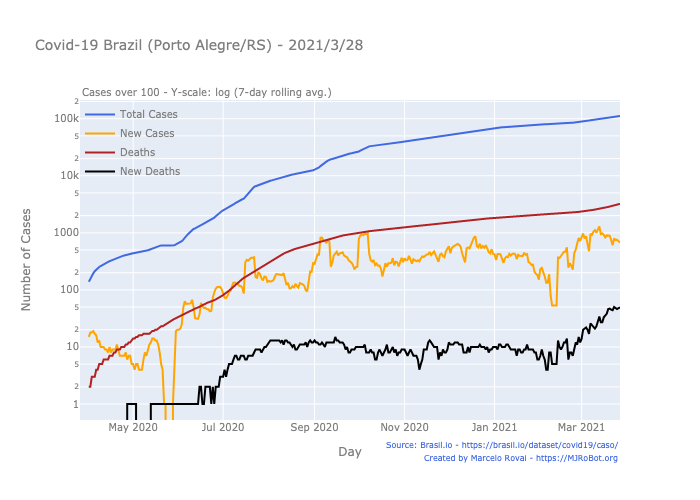 Covid-19 Brazil (Porto Alegre/RS) - 2021/3/28
Cases over 100 - Y-scale: log (7-day rolling avg.)
2
100k
5
2
10k
5
2
1000
5
2
100
5
2
10
5
2
1
Total Cases
New Cases
Deaths
New Deaths
Number of Cases
May 2020
Jul 2020
Sep 2020
Nov 2020
Jan 2021
Mar 2021
Day
Source: Brasil.io - https://brasil.io/dataset/covid19/caso/
Created by Marcelo Rovai - https://MJRoBot.org